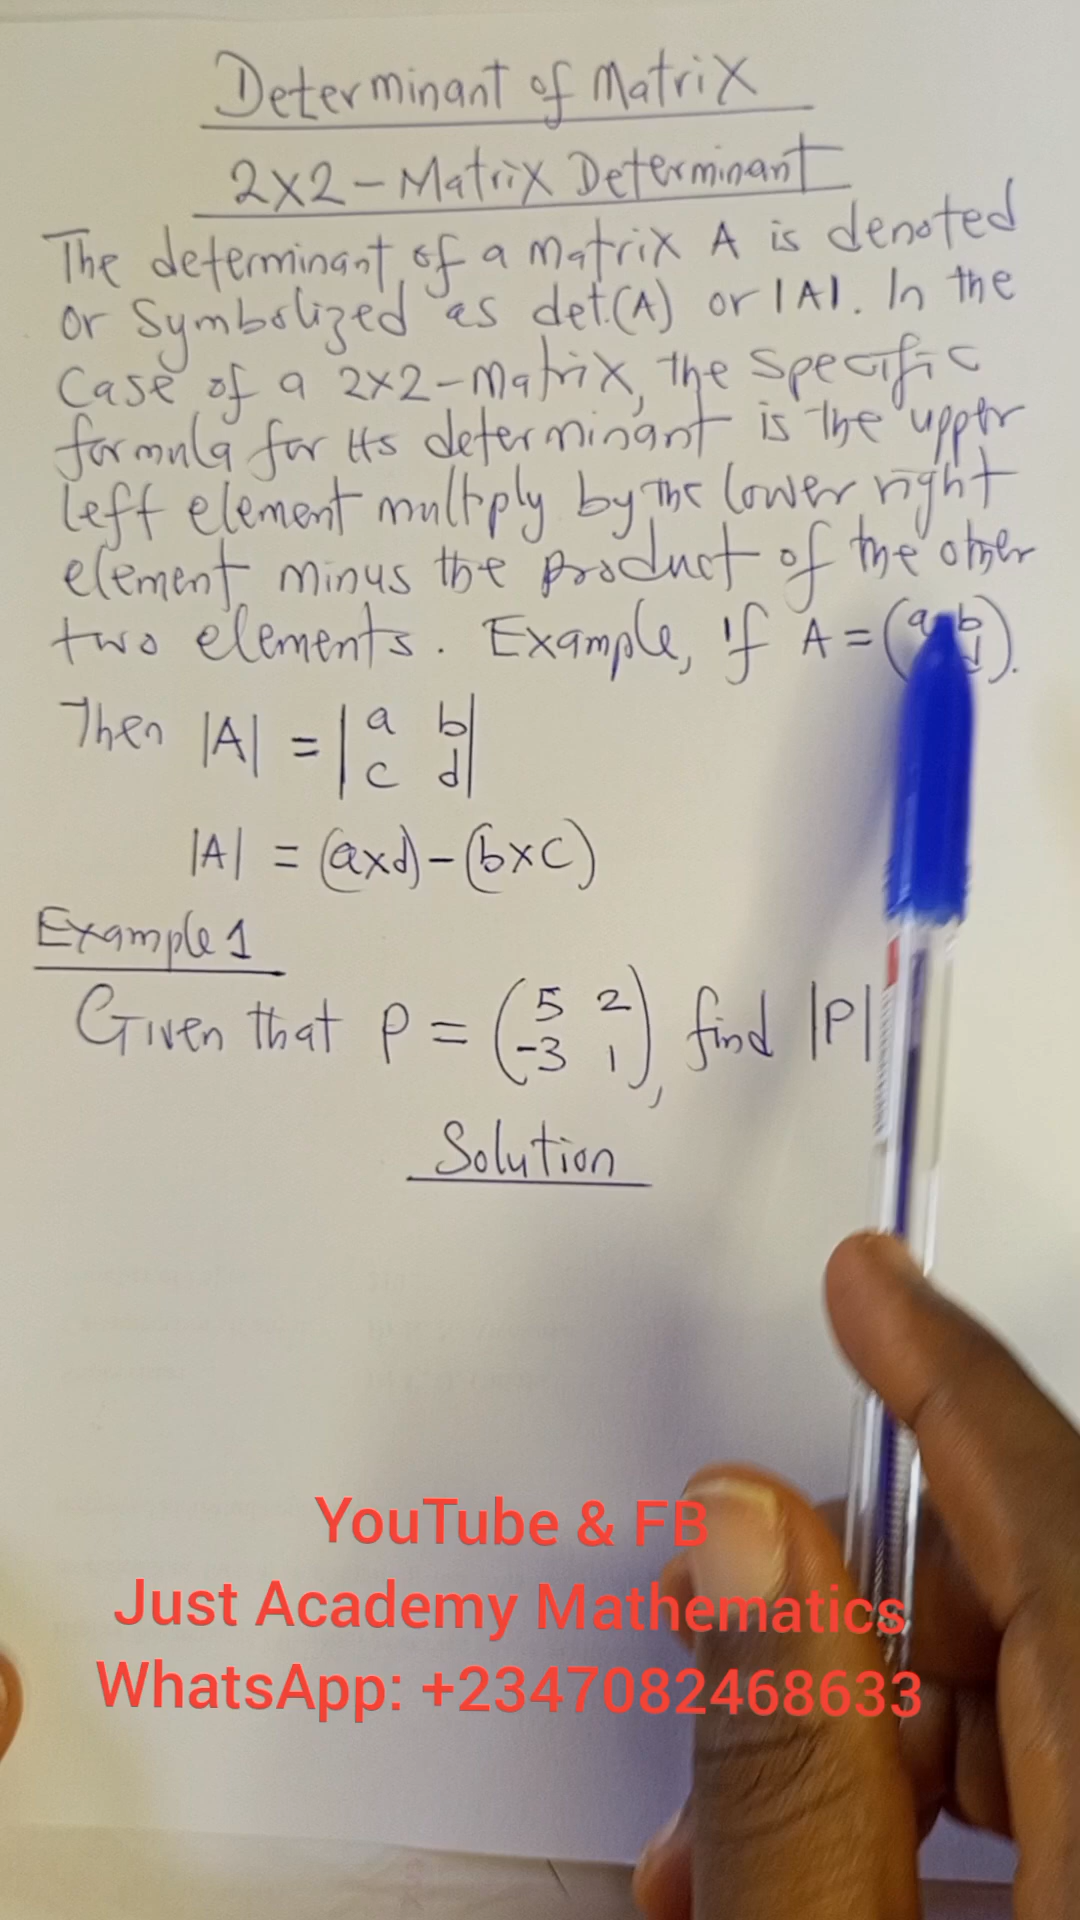 Determinant of Matrix
2x2-Matrix Determinant
The determinant of a matrix A is denoted
or Symbolized as det.(A) or |A|. In the
Case of a 2x2-matrix, the specific
formula for its determinant is the upper
left element multiply by the lower right
element minus the product of the other
two elements. Example, If A = (a b
d).
Then |A| = | a b
c d |
|A| = (axd) - (bxc)
Example 1
Given that P = ( 5 2
-3 1 ), find |P|
Solution
YouTube & FB
Just Academy Mathematics
WhatsApp: +2347082468633